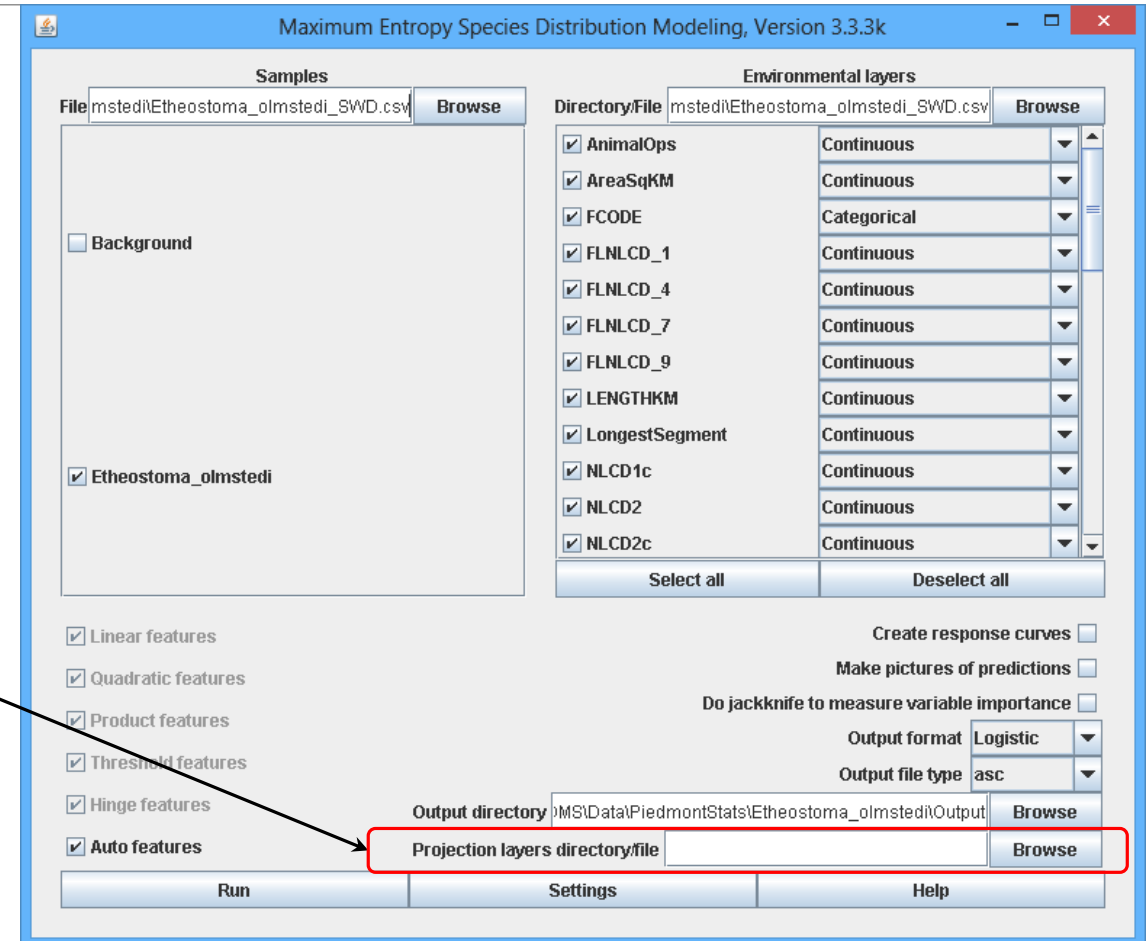 Maximum Entropy Species Distribution Modeling, Version 3.3.3k
Samples
File mstedi\Etheostoma_olmstedi_SWD.csv Browse
Background
Etheostoma_olmstedi
Environmental layers
Directory/File mstedi\Etheostoma_olmstedi_SWD.csv Browse
AnimalOps Continuous
AreaSqKM Continuous
FCODE Categorical
FLNLCD_1 Continuous
FLNLCD_4 Continuous
FLNLCD_7 Continuous
FLNLCD_9 Continuous
LENGTHKM Continuous
LongestSegment Continuous
NLCD1c Continuous
NLCD2 Continuous
NLCD2c Continuous
Select all Deselect all
Linear features
Quadratic features
Product features
Threshold features
Hinge features
Auto features
Create response curves
Make pictures of predictions
Do jackknife to measure variable importance
Output format Logistic
Output file type asc
Output directory )MS\Data\PiedmontStats\Etheostoma_olmstedi\Output Browse
Projection layers directory/file Browse
Run Settings Help